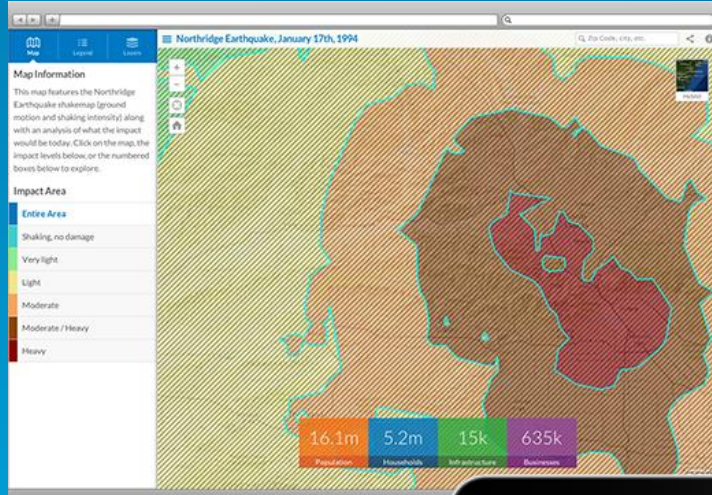 Northridge Earthquake, January 17th, 1994
Zip Code, city, etc.
Map
Legend
Layers
Map Information
This map features the Northridge
Earthquake shakemap (ground
motion and shaking intensity) along
with an analysis of what the impact
would be today. Click on the map, the
impact levels below, or the numbered
boxes below to explore.
Impact Area
Entire Area
Shaking, no damage
Very light
Light
Moderate
Moderate / Heavy
Heavy
16.1m
Population
5.2m
Households
15k
Infrastructure
635k
Businesses